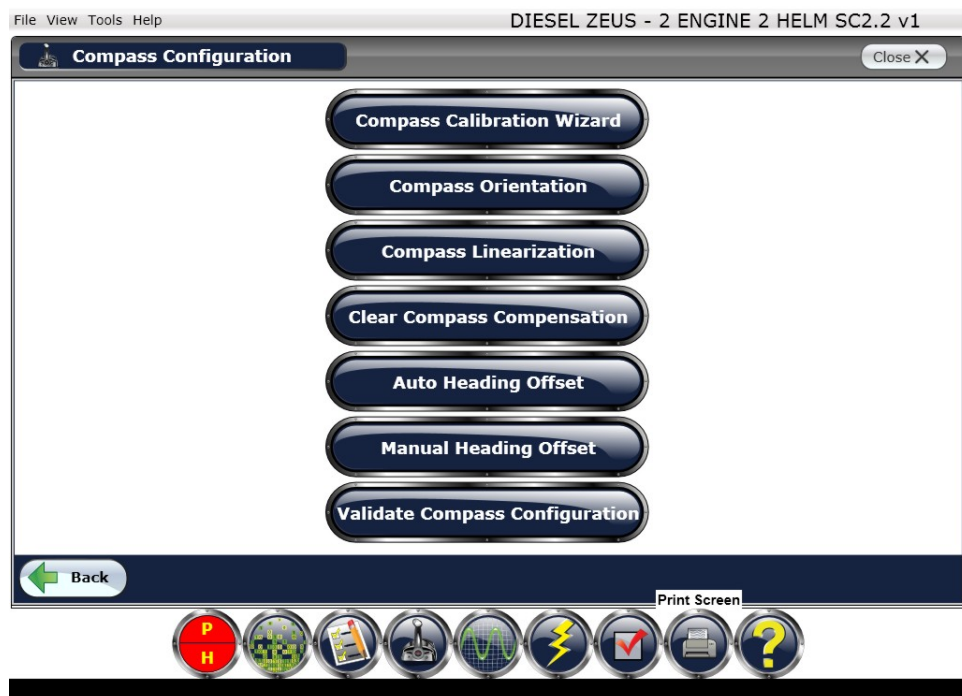 File View Tools Help
DIESEL ZEUS - 2 ENGINE 2 HELM SC2.2 v1
Compass Configuration
Close X
Compass Calibration Wizard
Compass Orientation
Compass Linearization
Clear Compass Compensation
Auto Heading Offset
Manual Heading Offset
Validate Compass Configuration
Back
Print Screen
P
H
?